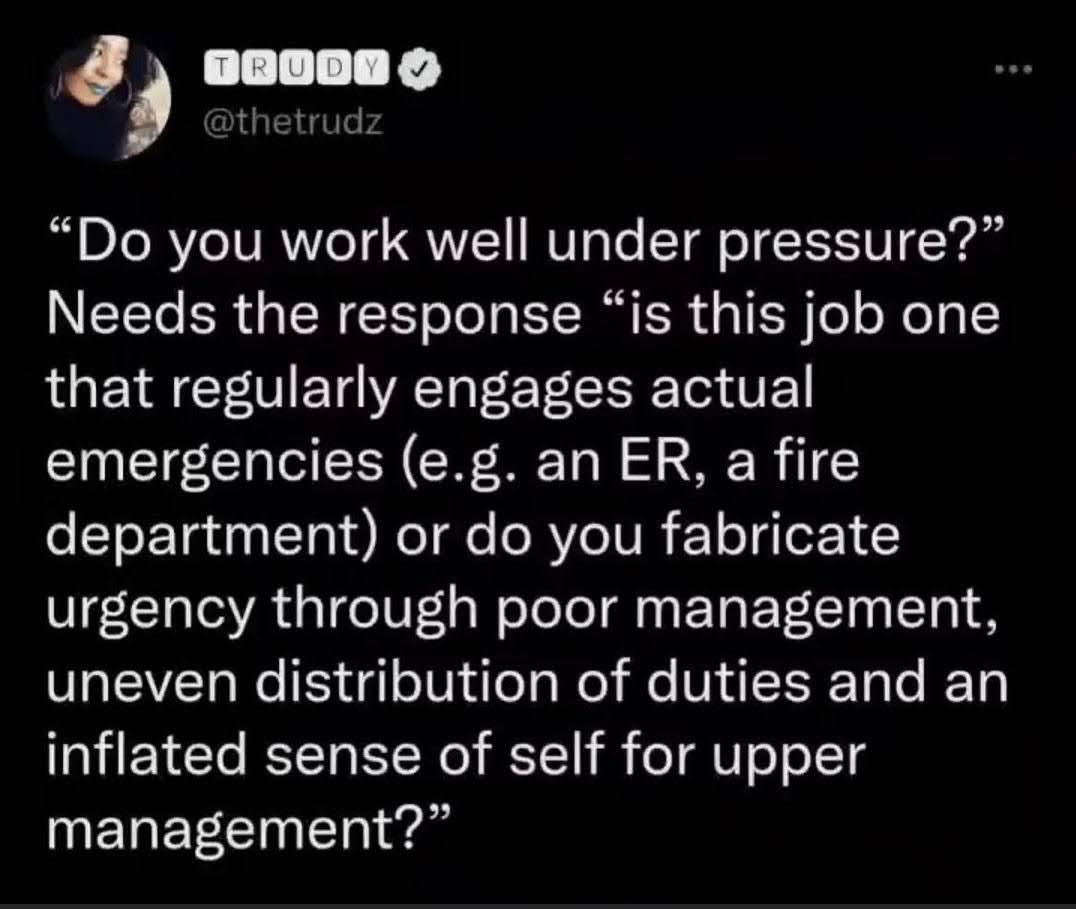 TRUDY
@thetrudz
“Do you work well under pressure?”
Needs the response “is this job one
that regularly engages actual
emergencies (e.g. an ER, a fire
department) or do you fabricate
urgency through poor management,
uneven distribution of duties and an
inflated sense of self for upper
management?”